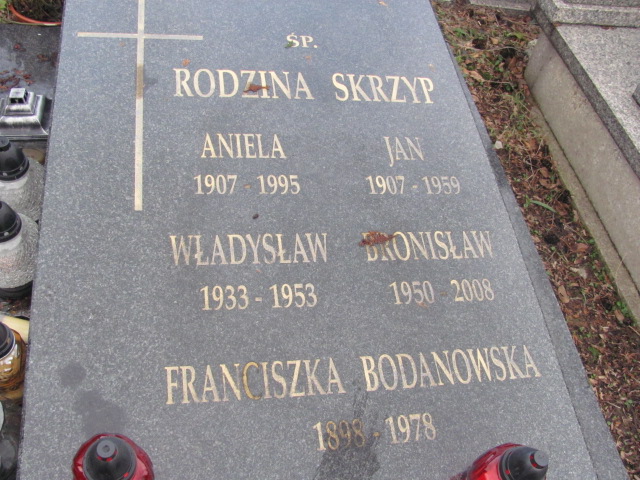 ŚP.
RODZINA SKRZYP
ANIELA JAN
1907 - 1995 1907 - 1959
WŁADYSŁAW BRONISŁAW
1933 - 1953 1950 2008
FRANCISZKA BODANOWSKA
1898 - 1978